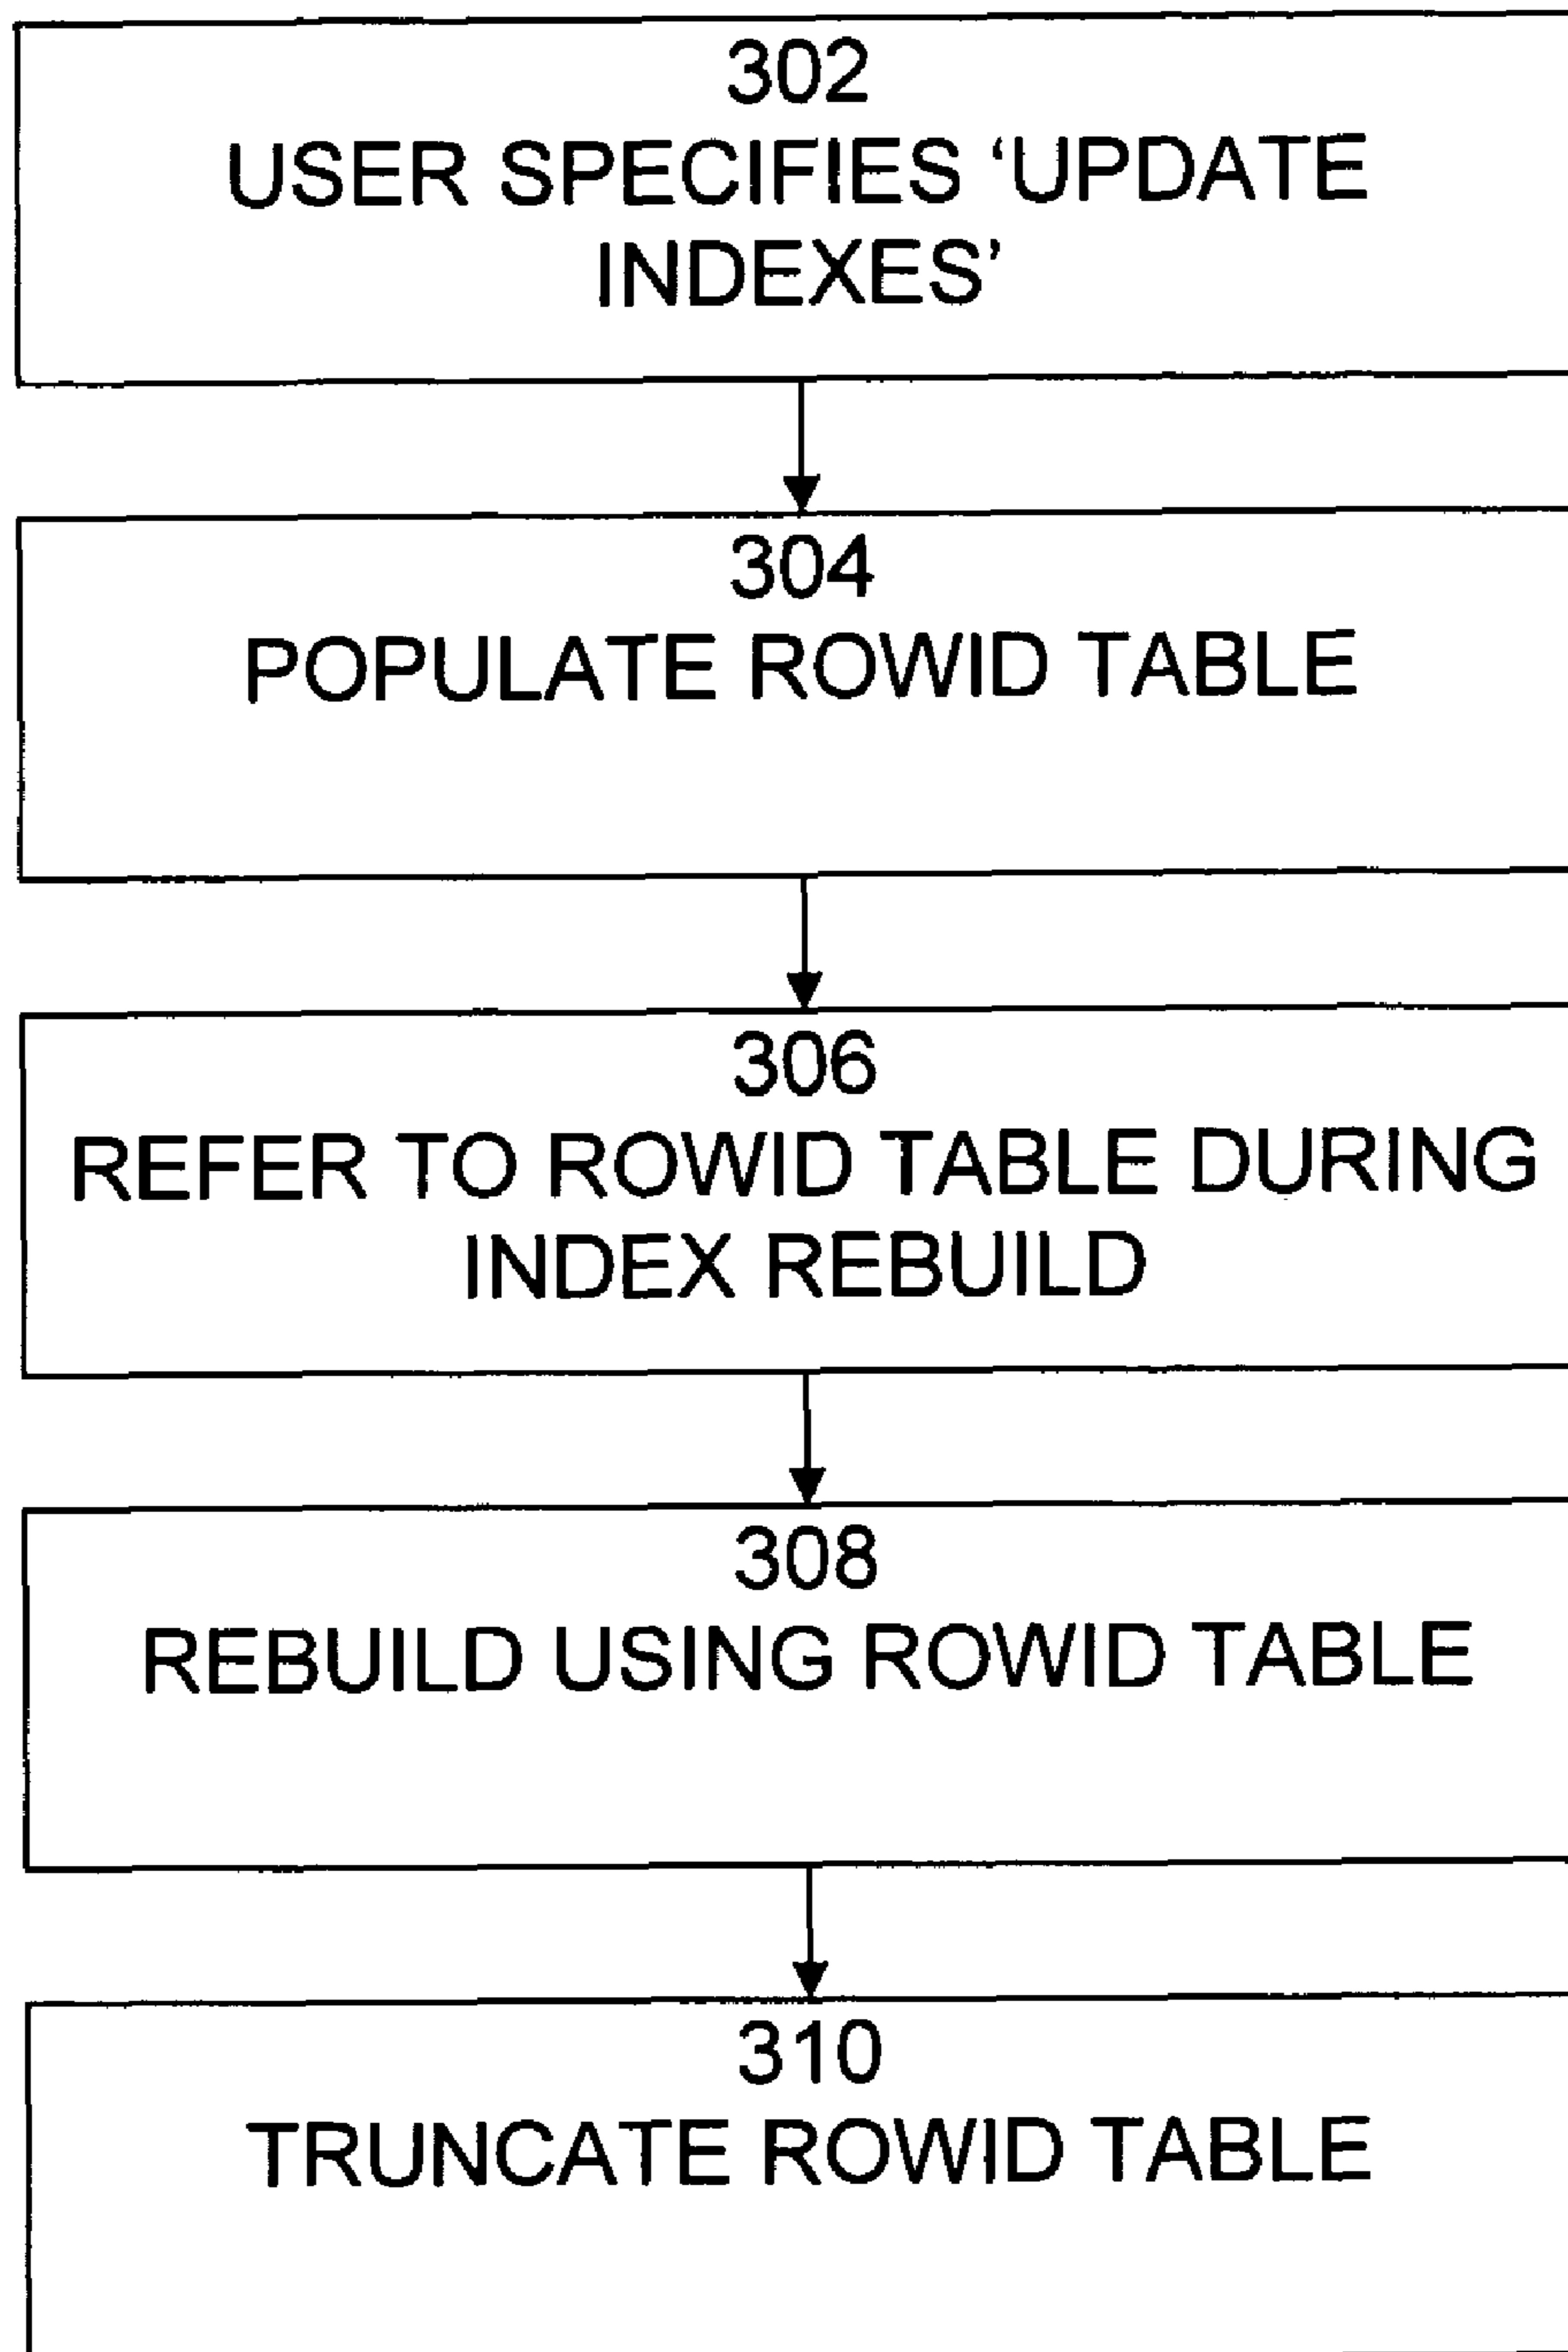 302
USER SPECIFIES ‘UPDATE
INDEXES’
304
POPULATE ROWID TABLE
306
REFER TO ROWID TABLE DURING
INDEX REBUILD
308
REBUILD USING ROWID TABLE
310
TRUNCATE ROWID TABLE